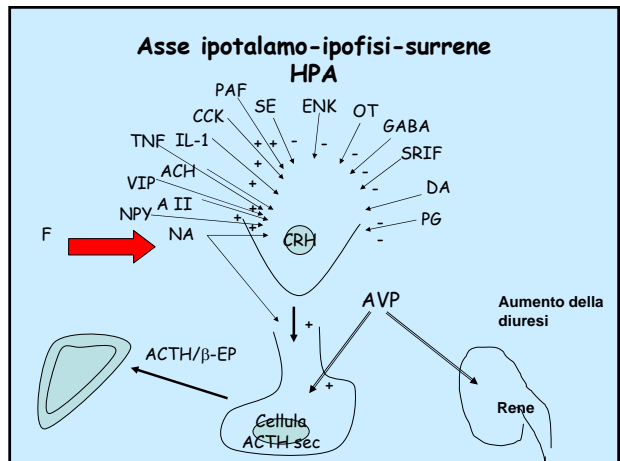 Asse ipotalamo-ipofisi-surrene
HPA
PAF
SE
ENK
OT
CCK
GABA
TNF
IL-1
+
+
-
-
-
SRIF
+
-
ACH
VIP
+
-
DA
A II
NPY
+
+
+
-
PG
F
NA
CRH
-
AVP
Aumento della
diuresi
+
ACTH/β-EP
+
Rene
Cellula
ACTH sec